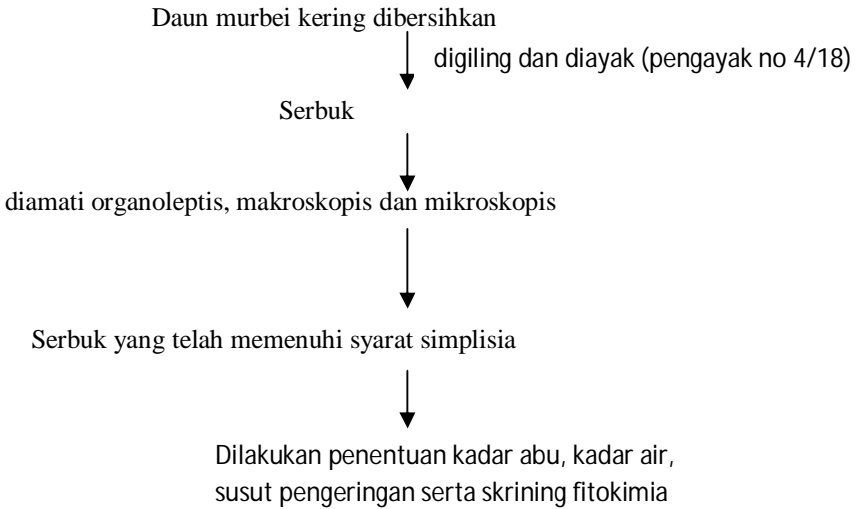 Daun murbei kering dibersihkan
digiling dan diayak (pengayak no 4/18)
Serbuk
diamati organoleptis, makroskopis dan mikroskopis
Serbuk yang telah memenuhi syarat simplisia
Dilakukan penentuan kadar abu, kadar air,
susut pengeringan serta skrining fitokimia